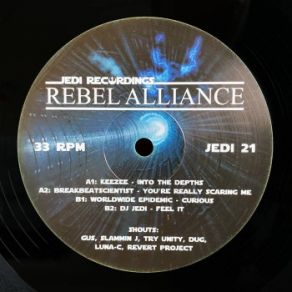 JEDI RECORDINGS
REBEL ALLIANCE
33 RPM
JEDI 21
A1: KEEZEE - INTO THE DEPTHS
A2: BREAKBEATSCIENTIST - YOU'RE REALLY SCARING ME
B1: WORLDWIDE EPIDEMIC - CURIOUS
B2: DJ JEDI - FEEL IT
SHOUTS:
GUS, SLAMMIN J, TRY UNITY, DUG,
LUNA-C, REVERT PROJECT